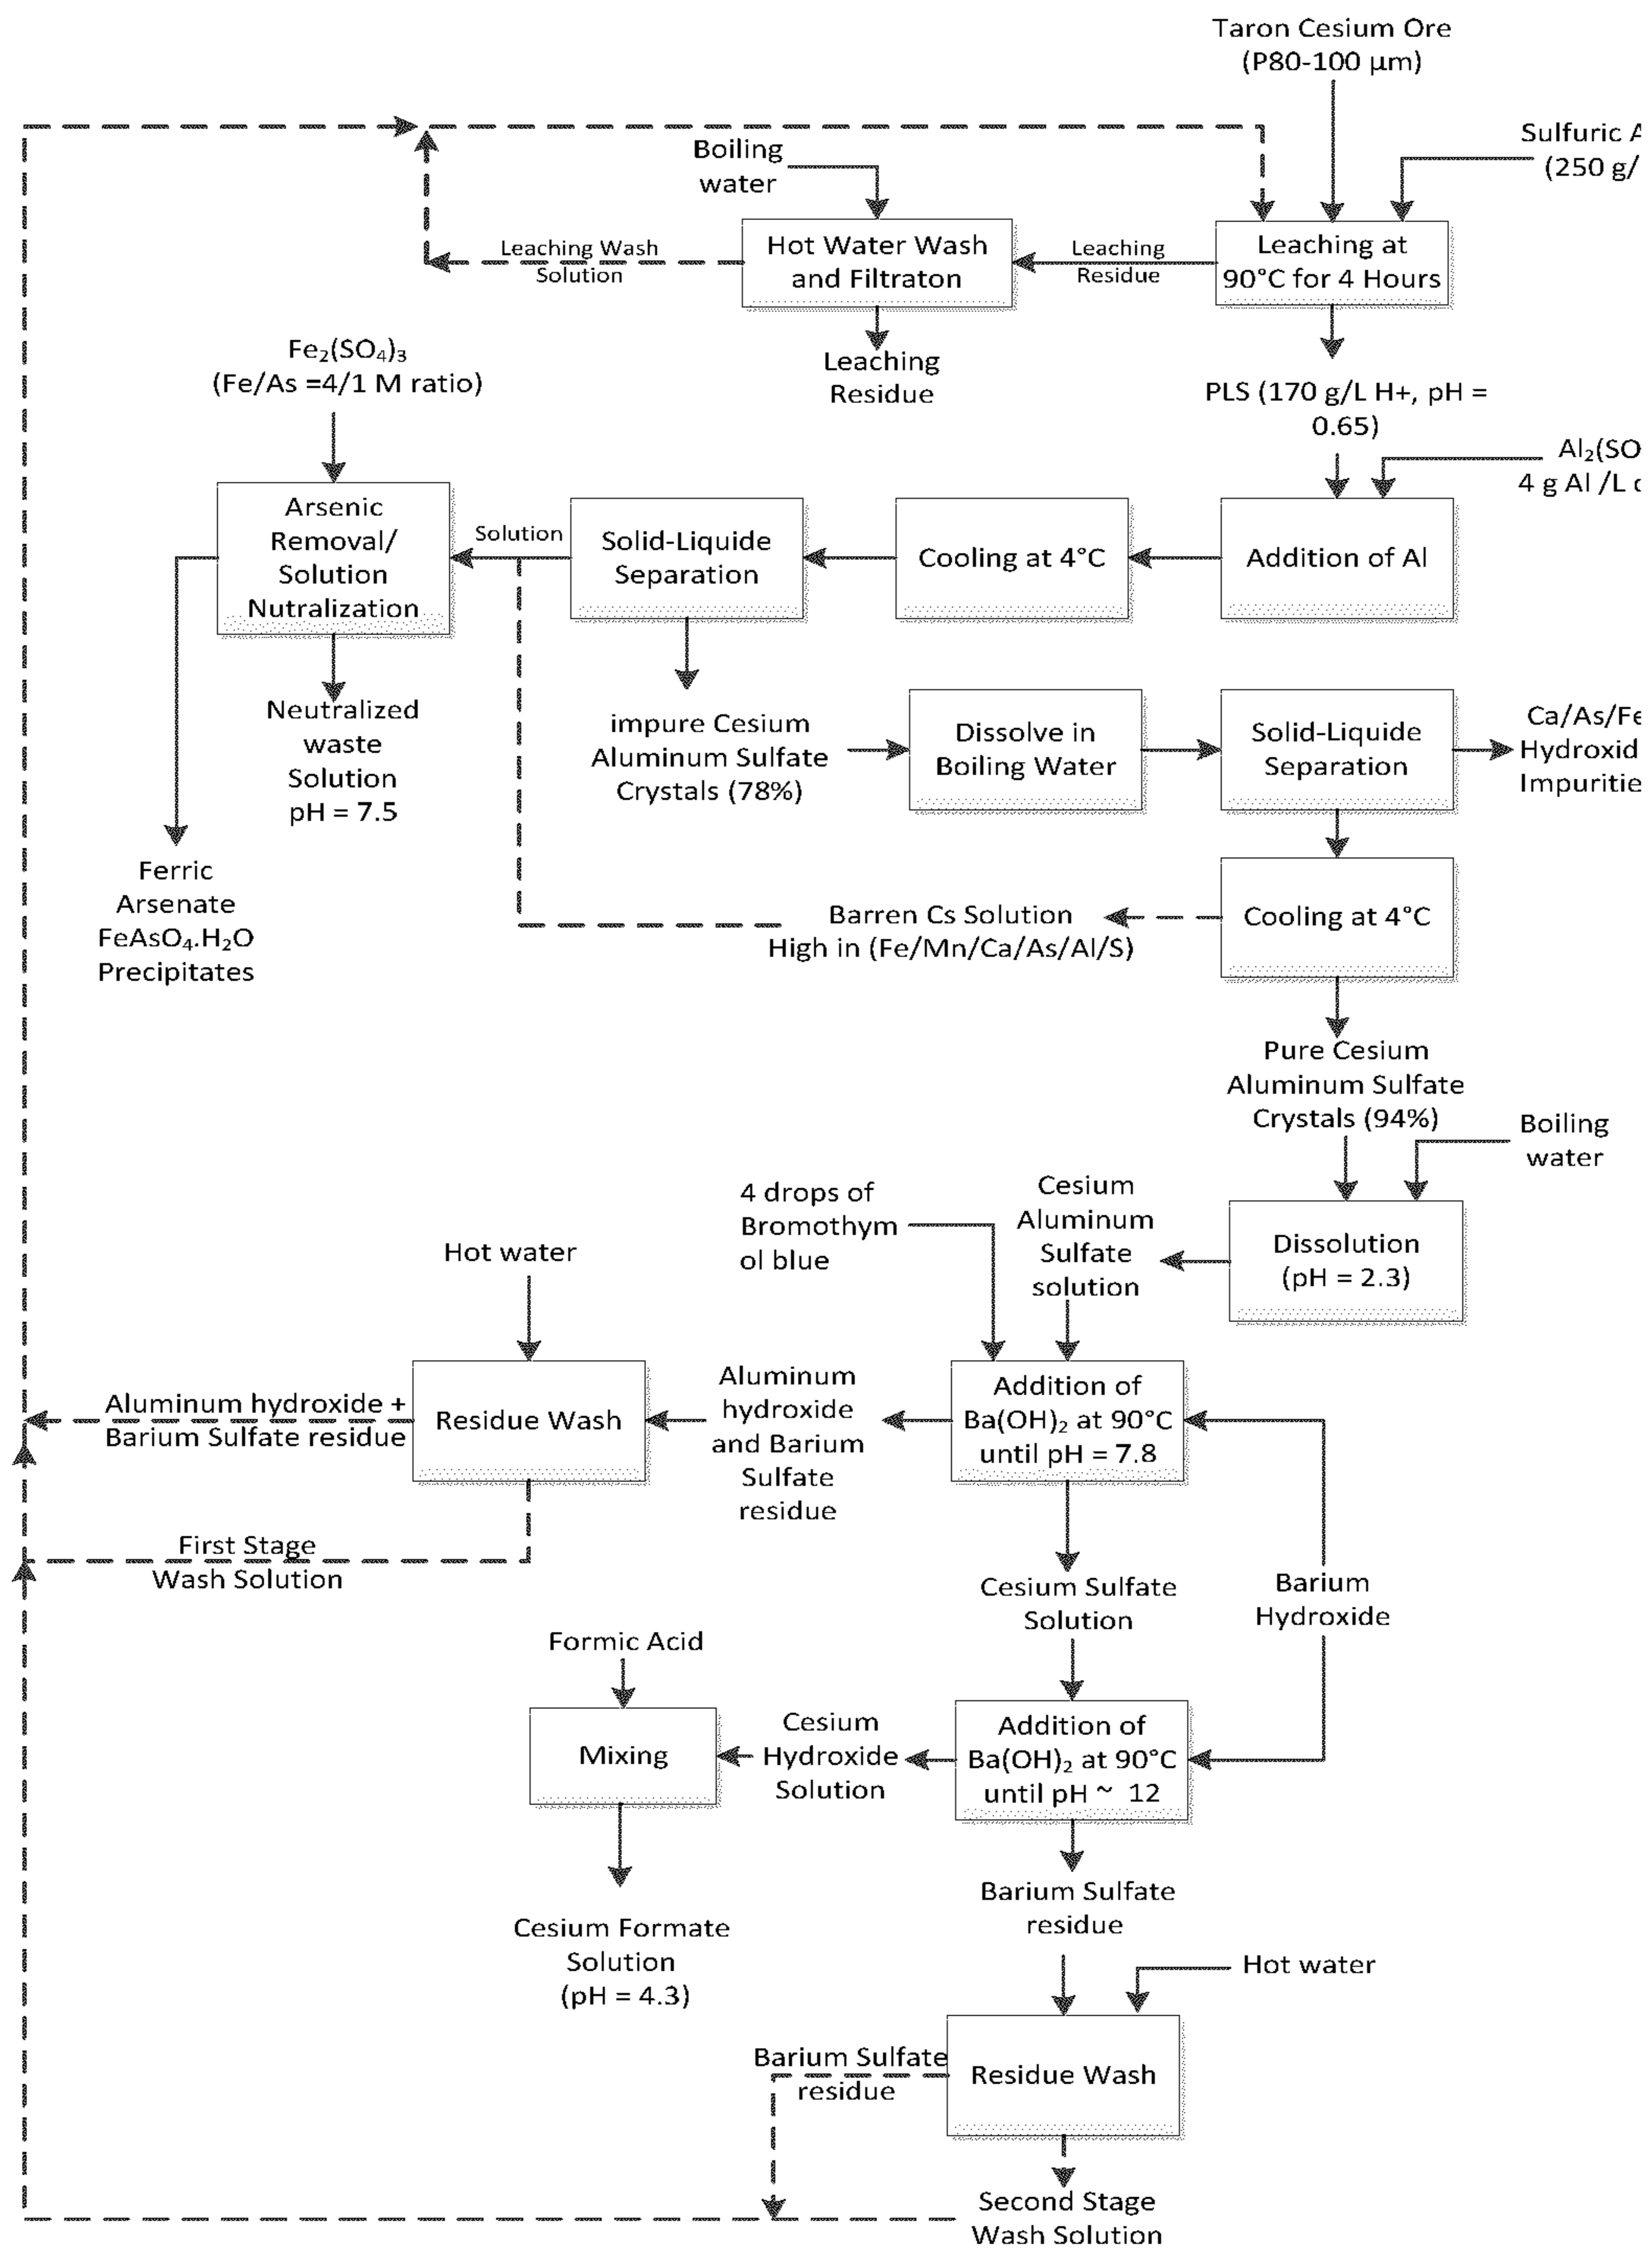 Taron Cesium Ore
(P80-100 µm)
Sulfuric A
(250 g/
Boiling
water
Leaching Wash
Solution
Hot Water Wash
and Filtraton
Leaching
Residue
Leaching at
90°C for 4 Hours
Leaching
Residue
Fe₂(SO₄)₃
(Fe/As =4/1 M ratio)
PLS (170 g/L H+, pH =
0.65)
Al₂(SO
4 g Al /L
Arsenic
Removal/
Solution
Nutralization
Solution
Solid-Liquide
Separation
Cooling at 4°C
Addition of Al
Neutralized
waste
Solution
pH = 7.5
impure Cesium
Aluminum Sulfate
Crystals (78%)
Dissolve in
Boiling Water
Solid-Liquide
Separation
Ca/As/Fe
Hydroxid
Impuritie
Ferric
Arsenate
FeAsO₄.H₂O
Precipitates
Barren Cs Solution
High in (Fe/Mn/Ca/As/Al/S)
Cooling at 4°C
Pure Cesium
Aluminum Sulfate
Crystals (94%)
Boiling
water
4 drops of
Bromothym
ol blue
Cesium
Aluminum
Sulfate
solution
Dissolution
(pH = 2.3)
Hot water
Aluminum hydroxide +
Barium Sulfate residue
Residue Wash
Aluminum
hydroxide
and Barium
Sulfate
residue
Addition of
Ba(OH)₂ at 90°C
until pH = 7.8
First Stage
Wash Solution
Cesium Sulfate
Solution
Barium
Hydroxide
Formic Acid
Mixing
Cesium
Hydroxide
Solution
Addition of
Ba(OH)₂ at 90°C
until pH ~ 12
Cesium Formate
Solution
(pH = 4.3)
Barium Sulfate
residue
Hot water
Barium Sulfate
residue
Residue Wash
Second Stage
Wash Solution